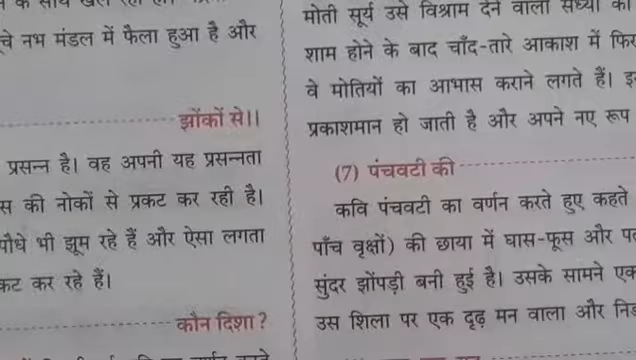 चे नभ मंडल में फैला हुआ है और
झोंकों से।।
प्रसन्न है। वह अपनी यह प्रसन्नता
स की नोकों से प्रकट कर रही है।
पौधे भी झूम रहे हैं और ऐसा लगता
कट कर रहे हैं।
कौन दिशा?
मोती सूर्य उसे विश्राम देने वाली संध्या को
शाम होने के बाद चाँद-तारे आकाश में फिर
वे मोतियों का आभास कराने लगते हैं। इ
प्रकाशमान हो जाती है और अपने नए रूप
(7) पंचवटी की
कवि पंचवटी का वर्णन करते हुए कहते
पाँच वृक्षों) की छाया में घास-फूस और
सुंदर झोंपड़ी बनी हुई है। उसके सामने एक
उस शिला पर एक दृढ़ मन वाला और